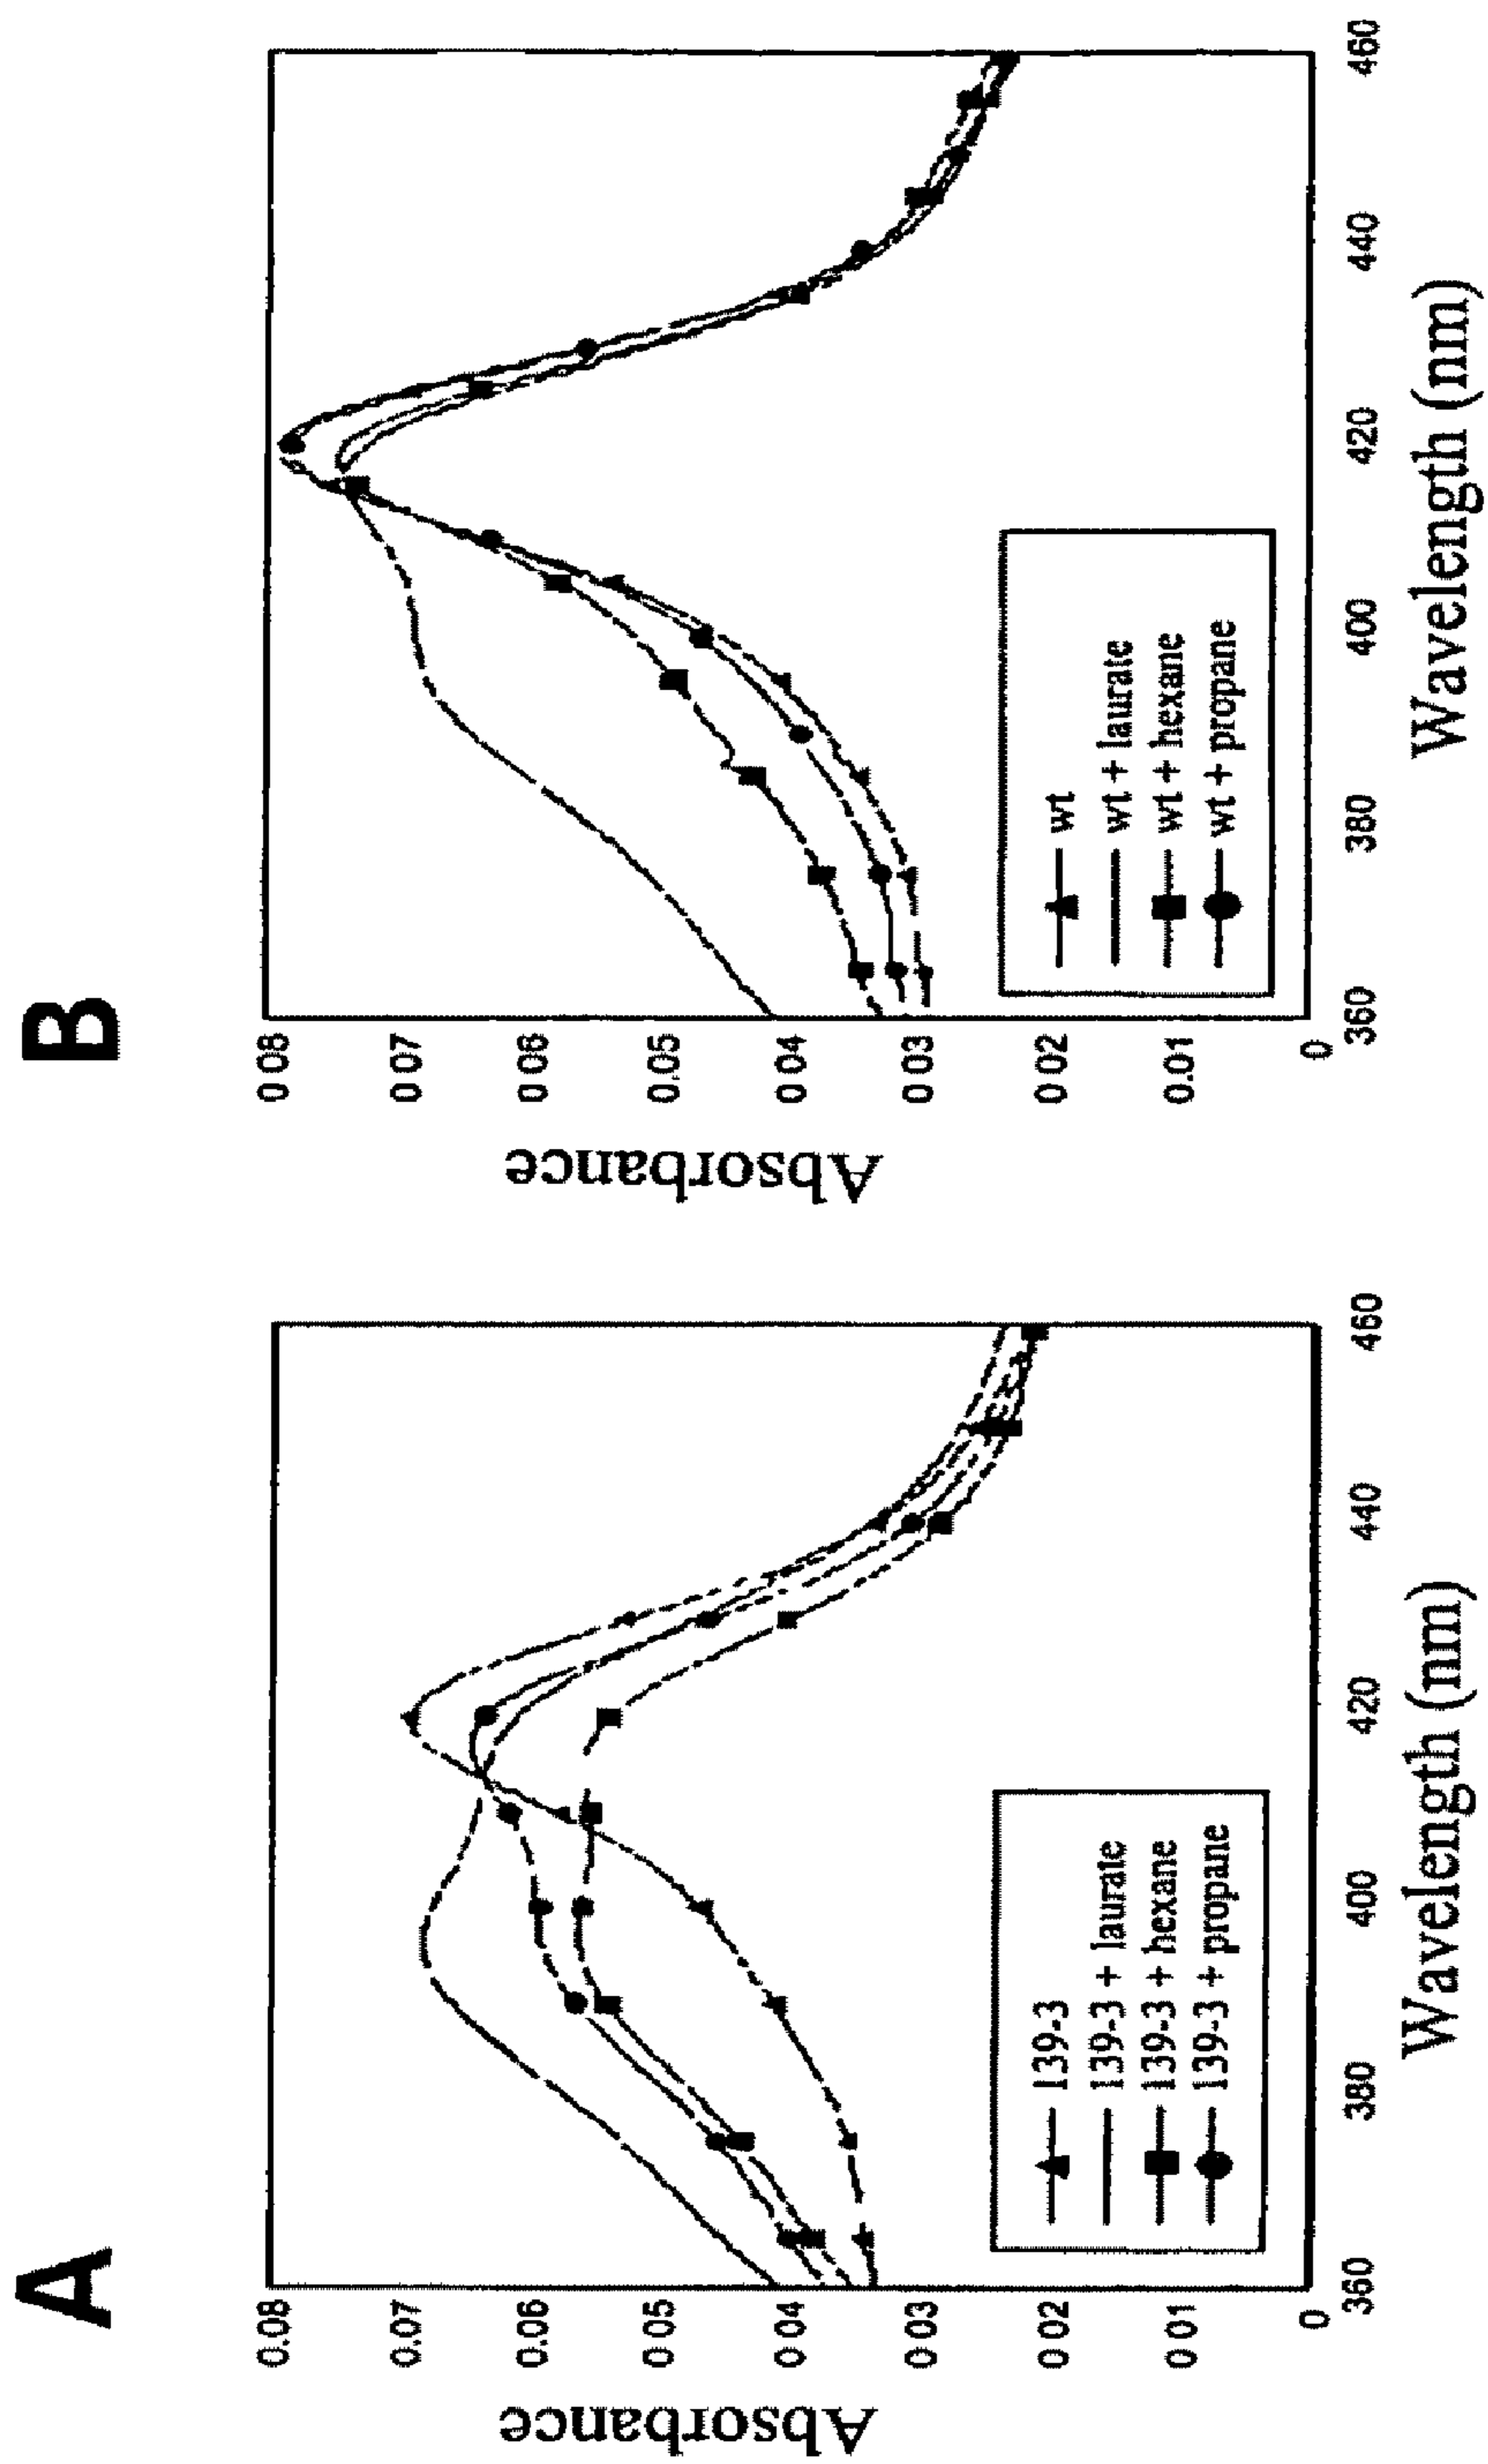 A
Absorbance
0.08
0.07
0.06
0.05
0 04
0 03
0 02
0 01
0
360
380
400
420
440
460
Wavelength (nm)
139-3
139-3 + laurate
139-3 + hexane
139-3 + propane
B
Absorbance
0 08
0 07
0 06
0.05
0 04
0 03
0 02
0.01
0
360
380
400
420
440
460
Wavelength (nm)
wt
wt + laurate
wt + hexane
wt + propane